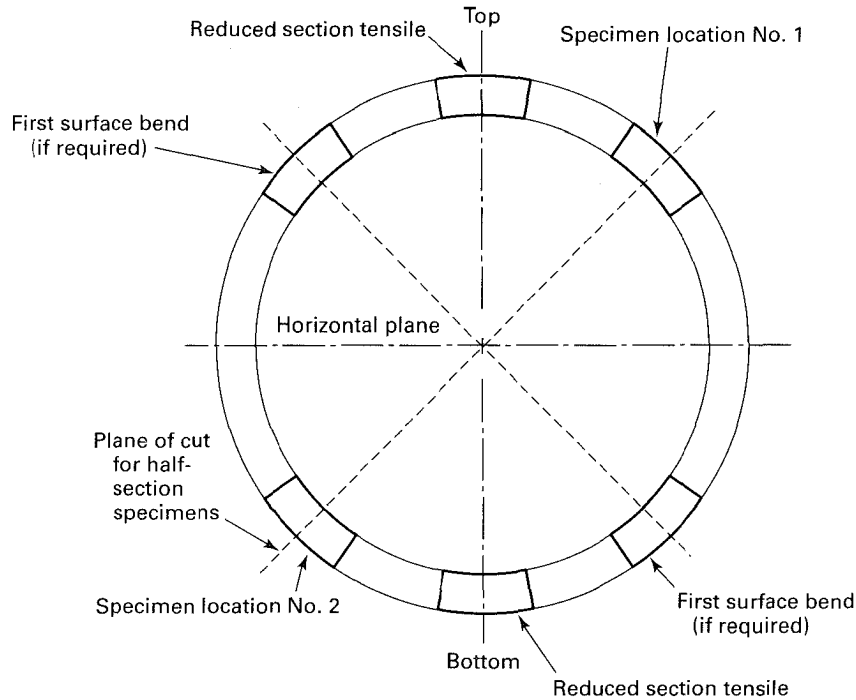 Top
Reduced section tensile
Specimen location No. 1
First surface bend
(if required)
Horizontal plane
Plane of cut
for half-
section
specimens
Specimen location No. 2
First surface bend
(if required)
Bottom
Reduced section tensile